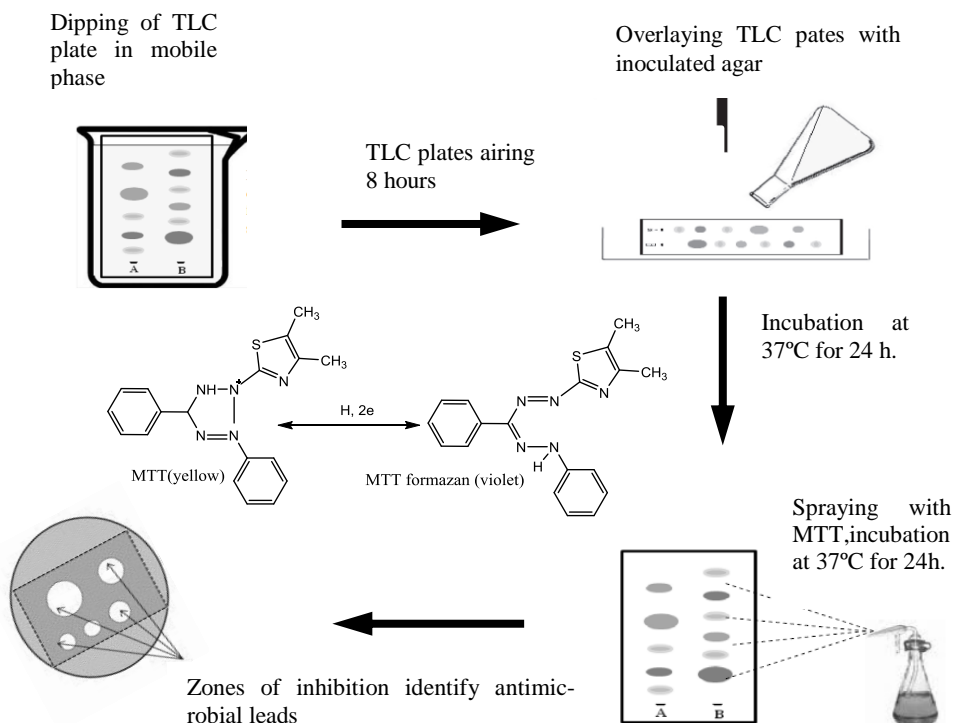 Dipping of TLC
plate in mobile
phase
Overlaying TLC pates with
inoculated agar
TLC plates airing
8 hours
A B
Incubation at
37ºC for 24 h.
CH3
S
CH3
NH N+ N
N N
H, 2e
MTT(yellow)
CH3
S
CH3
N N N
N N
H
MTT formazan (violet)
Spraying with
MTT,incubation
at 37ºC for 24h.
A B
Zones of inhibition identify antimic-
robial leads